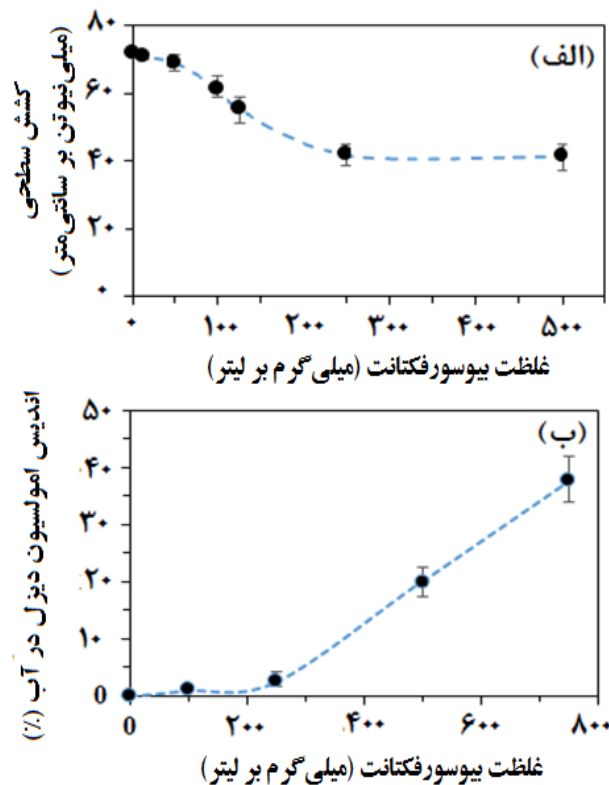 (الف)
کشش سطحی
(میلی‌نیوتن بر سانتی‌متر)
۸۰
۶۰
۴۰
۲۰
۰
۰ ۱۰۰ ۲۰۰ ۳۰۰ ۴۰۰ ۵۰۰
غلظت بیوسورفکتانت (میلی‌گرم بر لیتر)
(ب)
اندیس امولسیون دیزل در آب (٪)
۵۰
۴۰
۳۰
۲۰
۱۰
0
0 ۲۰۰ ۴۰۰ ۶۰۰ ۸۰۰
غلظت بیوسورفکتانت (میلی‌گرم بر لیتر)